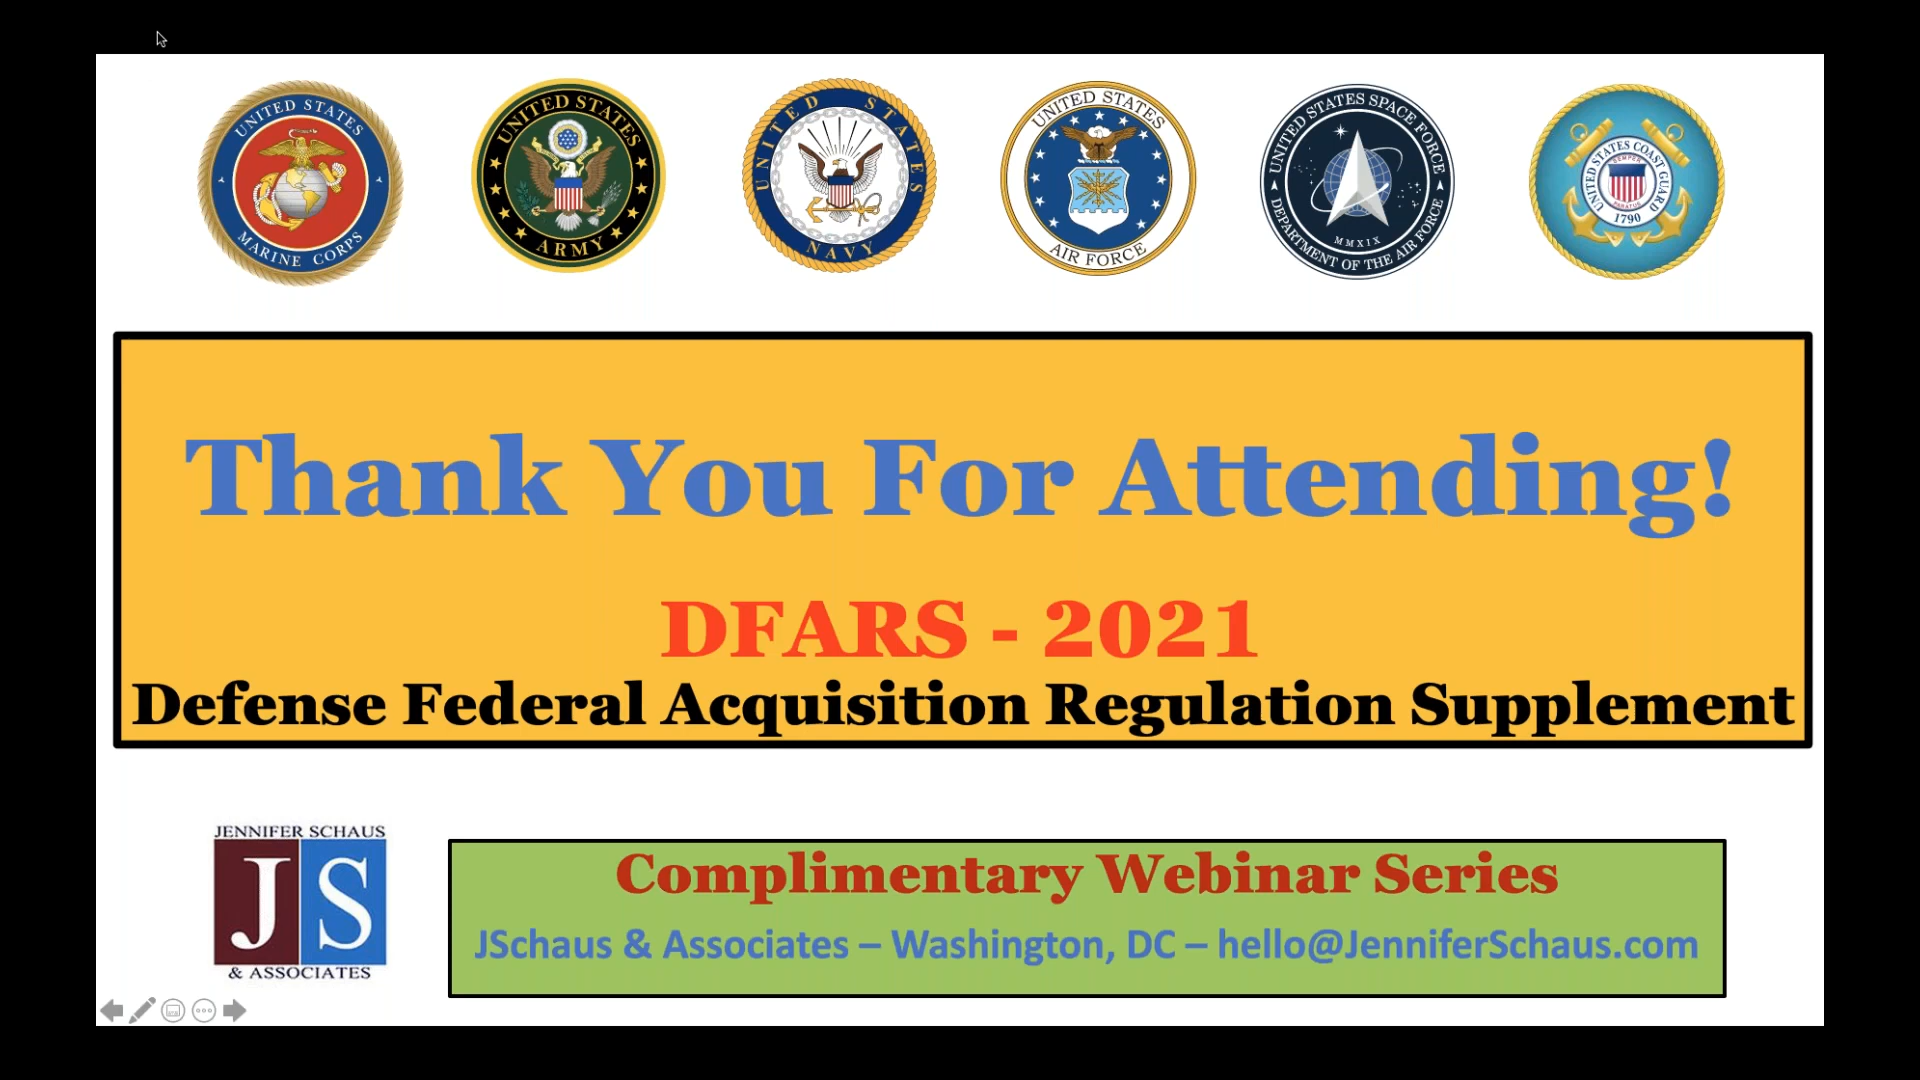 UNITED STATES
MARINE CORPS
UNITED STATES
ARMY
UNITED STATES
NAVY
UNITED STATES
AIR FORCE
UNITED STATES SPACE FORCE
MMXIX
DEPARTMENT OF THE AIR FORCE
UNITED STATES COAST GUARD
SEMPER
PARATUS
1790
Thank You For Attending!
DFARS - 2021
Defense Federal Acquisition Regulation Supplement
JENNIFER SCHAUS
JS
& ASSOCIATES
Complimentary Webinar Series
JSchaus & Associates – Washington, DC – hello@JenniferSchaus.com